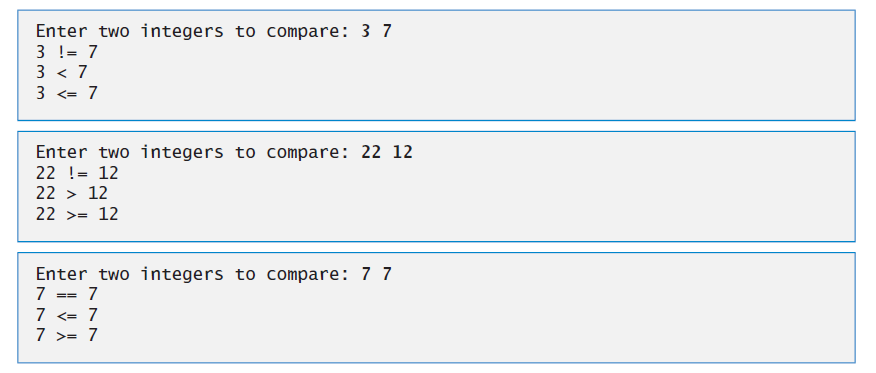 Enter two integers to compare: 3 7
3 != 7
3 < 7
3 <= 7
Enter two integers to compare: 22 12
22 != 12
22 > 12
22 >= 12
Enter two integers to compare: 7 7
7 == 7
7 <= 7
7 >= 7